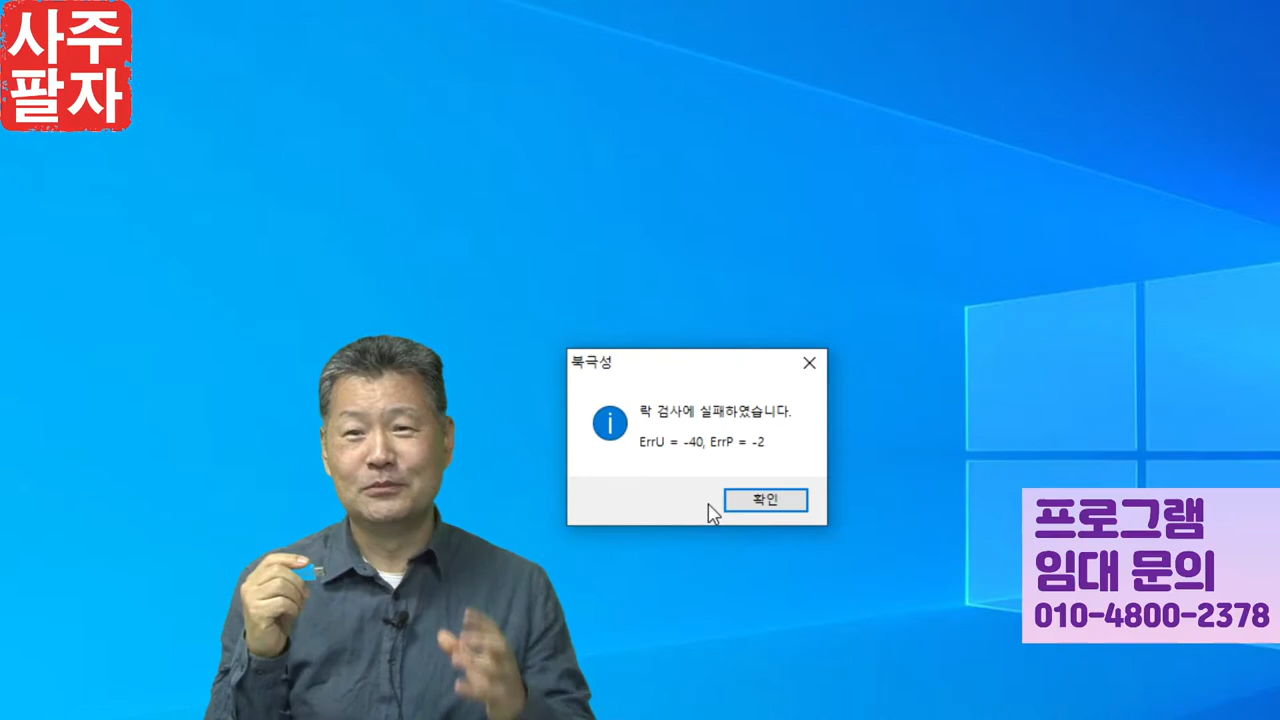 사주
팔자
북극성
락 검사에 실패하였습니다.
ErrU = -40, ErrP = -2
확인
프로그램
임대 문의
010-4800-2378